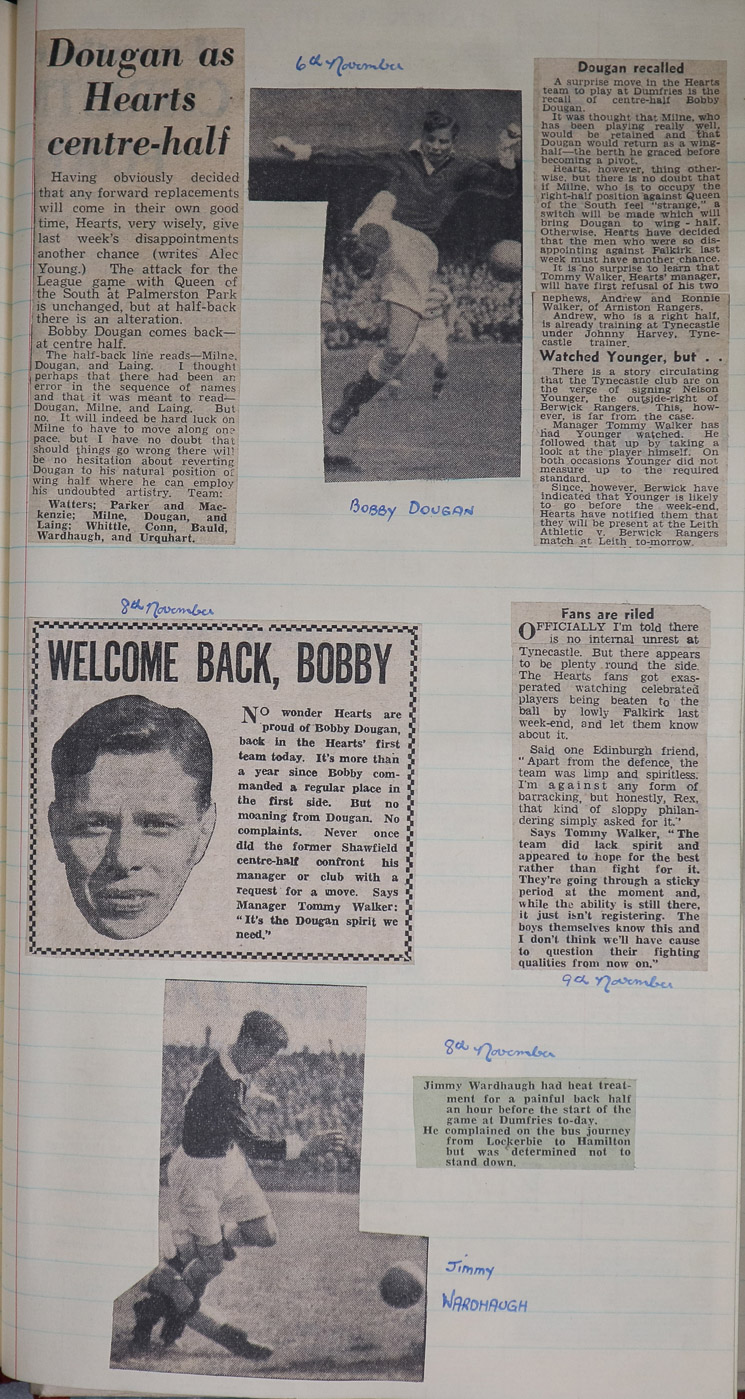 Dougan as
Hearts
centre-half
Having obviously decided
that any forward replacements
will come in their own good
time, Hearts, very wisely, give
last week's disappointments
another chance (writes Alec
Young.) The attack for the
League game with Queen of
the South at Palmerston Park
is unchanged, but at half-back
there is an alteration.
Bobby Dougan comes back—
at centre half.
The half-back line reads—Milne,
Dougan, and Laing. I thought
perhaps that there had been an
error in the sequence of names
and that it was meant to read—
Dougan, Milne, and Laing. But
no. It will indeed be hard luck on
Milne to have to move along one
pace, but I have no doubt that
should things go wrong there will
be no hesitation about reverting
Dougan to his natural position of
wing half where he can employ
his undoubted artistry. Team:
Watters; Parker and Mac-
kenzie; Milne, Dougan, and
Laing; Whittle, Conn, Bauld,
Wardhaugh, and Urquhart.
6th November
BOBBY DOUGAN
Dougan recalled
A surprise move in the Hearts
team to play at Dumfries is the
recall of centre-half Bobby
Dougan.
It was thought that Milne, who
has been playing really well,
would be retained and that
Dougan would return as a wing-
half—the berth he graced before
becoming a pivot.
Hearts, however, thing other-
wise, but there is no doubt that
if Milne, who is to occupy the
right-half position against Queen
of the South feel "strange," a
switch will be made which will
bring Dougan to wing-half.
Otherwise, Hearts have decided
that the men who were so dis-
appointing against Falkirk last
week must have another chance.
It is no surprise to learn that
Tommy Walker, Hearts' manager,
will have first refusal of his two
nephews, Andrew and Ronnie
Walker, of Arniston Rangers.
Andrew, who is a right half,
is already training at Tynecastle
under Johnny Harvey, Tyne-
castle trainer.
Watched Younger, but . .
There is a story circulating
that the Tynecastle club are on
the verge of signing Nelson
Younger, the outside-right of
Berwick Rangers. This, how-
ever, is far from the case.
Manager Tommy Walker has
had Younger watched. He
followed that up by taking a
look at the player himself. On
both occasions Younger did not
measure up to the required
standard.
Since, however, Berwick have
indicated that Younger is likely
to go before the week-end,
Hearts have notified them that
they will be present at the Leith
Athletic v. Berwick Rangers
match at Leith to-morrow.
8th November
WELCOME BACK, BOBBY
NO wonder Hearts are
proud of Bobby Dougan,
back in the Hearts' first
team today. It's more than
a year since Bobby com-
manded a regular place in
the first side. But no
moaning from Dougan. No
complaints. Never once
did the former Shawfield
centre-half confront his
manager or club with a
request for a move. Says
Manager Tommy Walker:
"It's the Dougan spirit we
need."
Fans are riled
OFFICIALLY I'm told there
is no internal unrest at
Tynecastle. But there appears
to be plenty round the side.
The Hearts fans got exas-
perated watching celebrated
players being beaten to the
ball by lowly Falkirk last
week-end, and let them know
about it.
Said one Edinburgh friend,
"Apart from the defence, the
team was limp and spiritless.
I'm against any form of
barracking, but honestly, Rex,
that kind of sloppy philan-
dering simply asked for it."
Says Tommy Walker, "The
team did lack spirit and
appeared to hope for the best
rather than fight for it.
They're going through a sticky
period at the moment and,
while the ability is still there,
it just isn't registering. The
boys themselves know this and
I don't think we'll have cause
to question their fighting
qualities from now on."
9th November
8th November
Jimmy Wardhaugh had heat treat-
ment for a painful back half
an hour before the start of the
game at Dumfries to-day.
He complained on the bus journey
from Lockerbie to Hamilton
but was determined not to
stand down.
Jimmy
WARDHAUGH